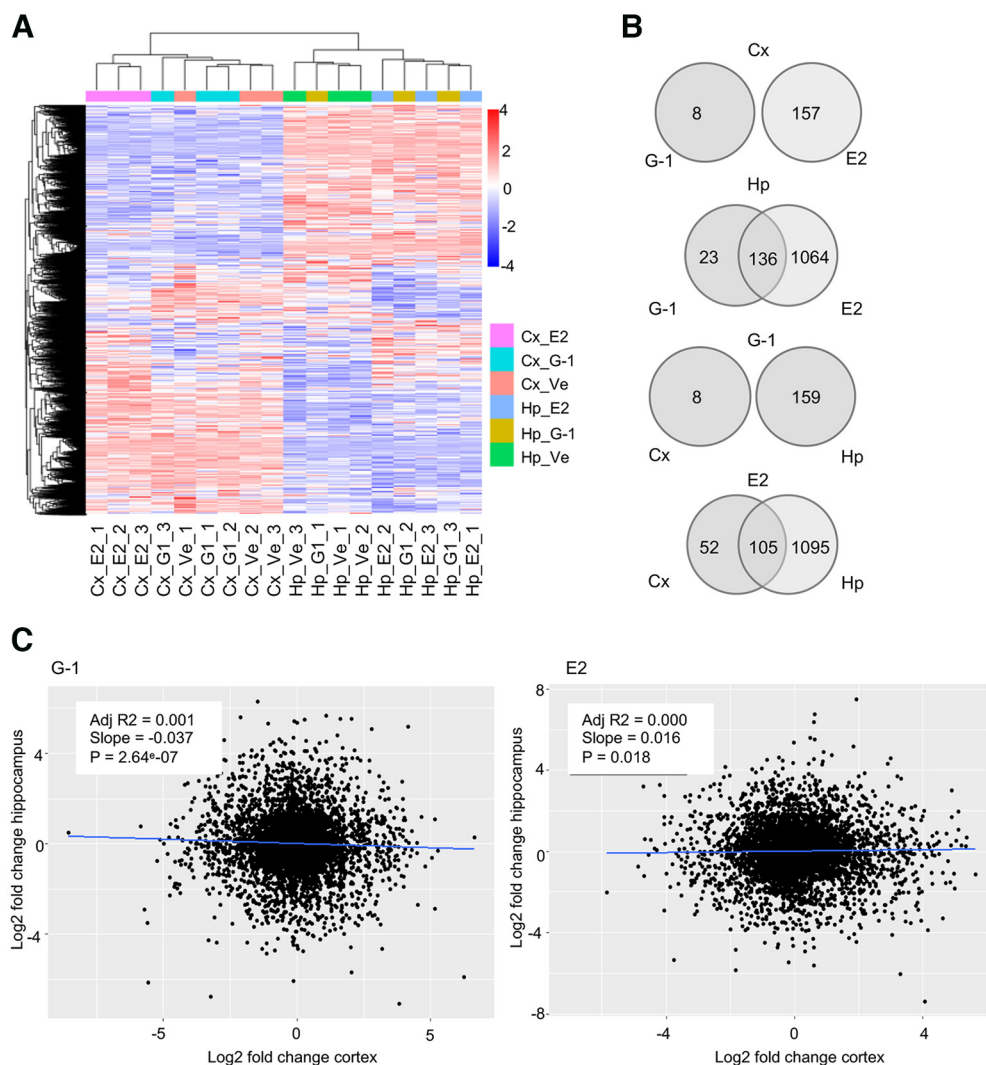 A
4
2
0
-2
-4
Cx_E2
Cx_G-1
Cx_Ve
Hp_E2
Hp_G-1
Hp_Ve
Cx_E2_1
Cx_E2_2
Cx_E2_3
Cx_G1_3
Cx_Ve_1
Cx_G1_1
Cx_G1_2
Cx_Ve_2
Cx_Ve_3
Hp_Ve_3
Hp_G1_1
Hp_Ve_1
Hp_Ve_2
Hp_E2_2
Hp_G1_2
Hp_E2_3
Hp_G1_3
Hp_E2_1
B
Cx
8 157
G-1 E2
Hp
23 136 1064
G-1 E2
G-1
8 159
Cx Hp
E2
52 105 1095
Cx Hp
C
G-1
Adj R2 = 0.001
Slope = -0.037
P = 2.64e-07
4
0
-4
Log2 fold change hippocampus
-5 0 5
Log2 fold change cortex
E2
Adj R2 = 0.000
Slope = 0.016
P = 0.018
8
4
0
-4
-8
Log2 fold change hippocampus
-4 0 4
Log2 fold change cortex